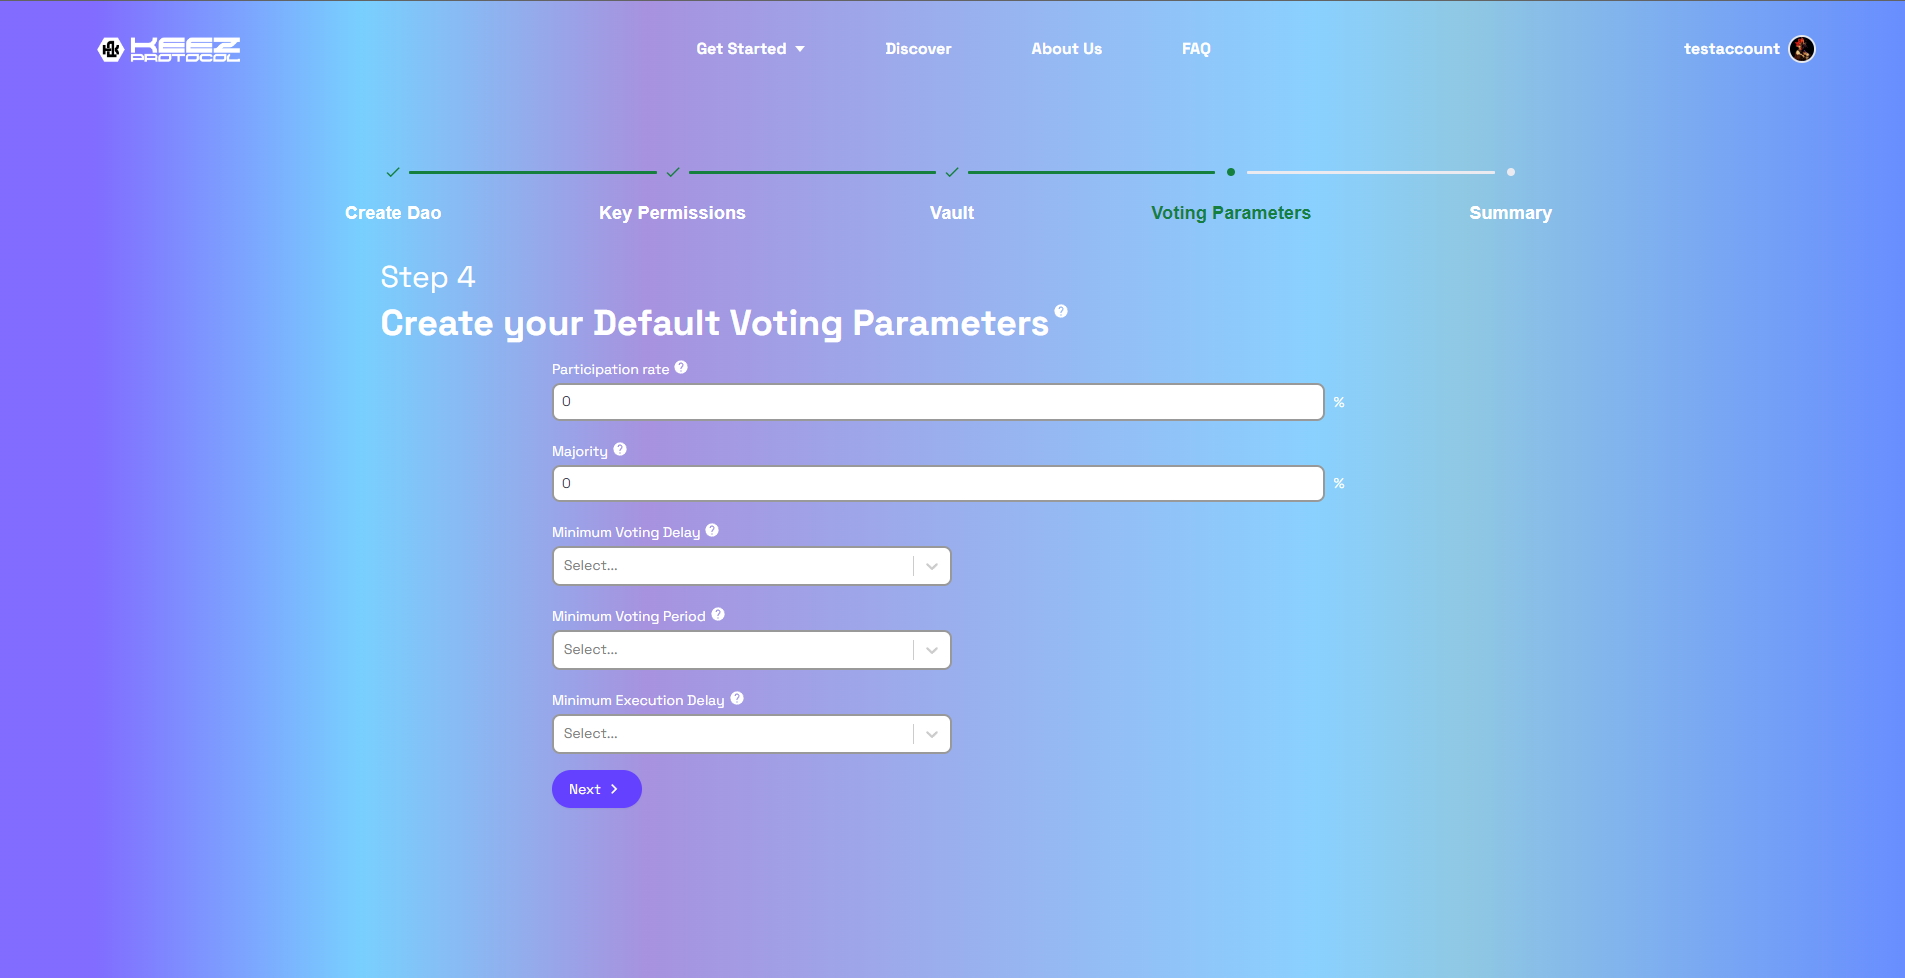 KEEZ
PROTOCOL
Get Started
Discover
About Us
FAQ
testaccount
Create Dao
Key Permissions
Vault
Voting Parameters
Summary
Step 4
Create your Default Voting Parameters ?
Participation rate ?
0
%
Majority ?
0
%
Minimum Voting Delay ?
Select...
Minimum Voting Period ?
Select...
Minimum Execution Delay ?
Select...
Next